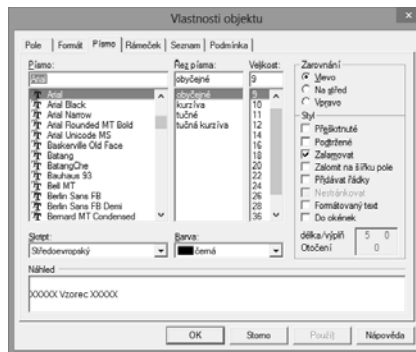 Vlastnosti objektu
Pole Formát Písmo Rámeček Seznam Podmínka
Písmo: Řez písma: Velikost: Zarovnání
Arial obyčejné 9 Vlevo
Na střed
Vpravo
Arial obyčejné 9
Arial Black kurzíva 10
Arial Narrow tučné 11
Arial Rounded MT Bold tučná kurzíva 12
Arial Unicode MS 14
Baskerville Old Face 16
Batang 18
BatangChe 20
Bauhaus 93 22
Bell MT 24
Berlin Sans FB 26
Berlin Sans FB Demi 28
Bernard MT Condensed 36
Styl
Přeškrtnuté
Podtržené
Zalamovat
Zalomit na šířku pole
Přidávat řádky
Nestránkovat
Formátovaný text
Do okének
Skript: Barva: délka/výplň 5 0
Středoevropský černá Otočení 0
Náhled
XXXXX Vzorec XXXXX
OK Storno Použít Nápověda